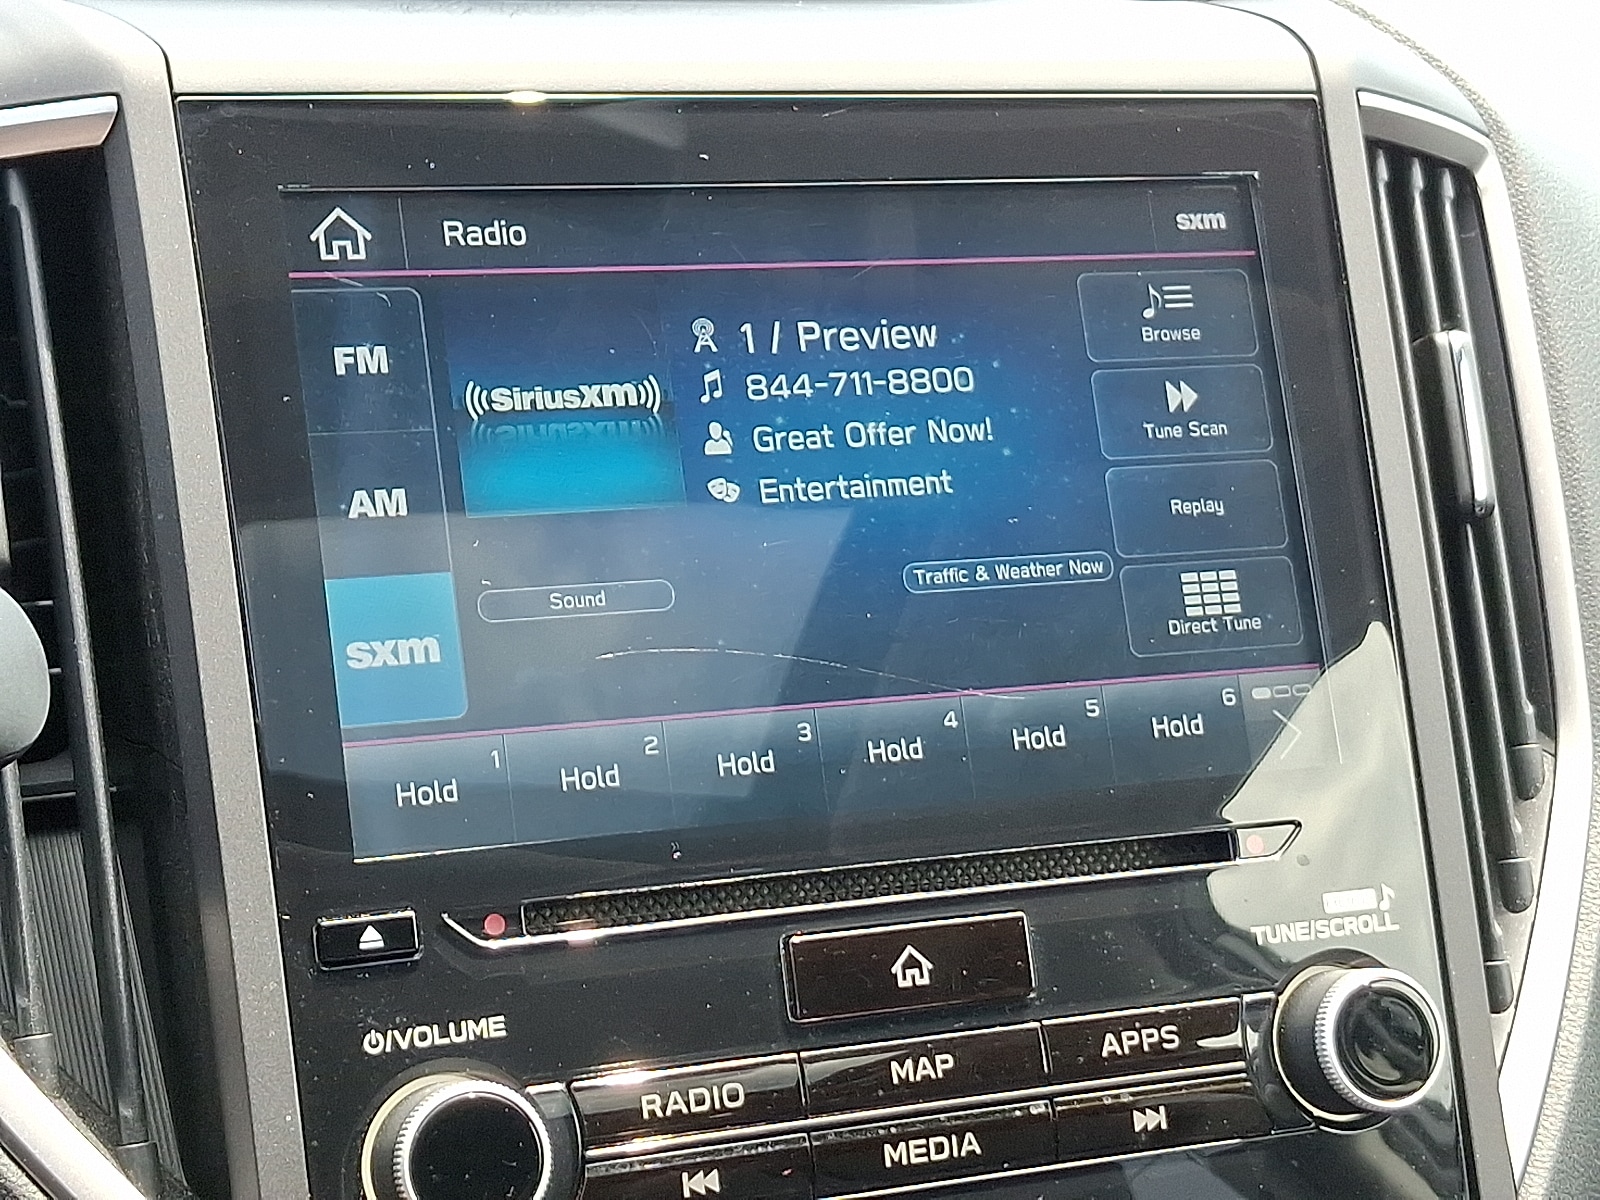 Radio
sxm
FM
AM
sxm
SiriusXM
1 / Preview
844-711-8800
Great Offer Now!
Entertainment
Browse
Tune Scan
Replay
Direct Tune
Sound
Traffic & Weather Now
1
Hold
2
Hold
3
Hold
4
Hold
5
Hold
6
Hold
TUNE/SCROLL
/VOLUME
RADIO
MAP
APPS
MEDIA